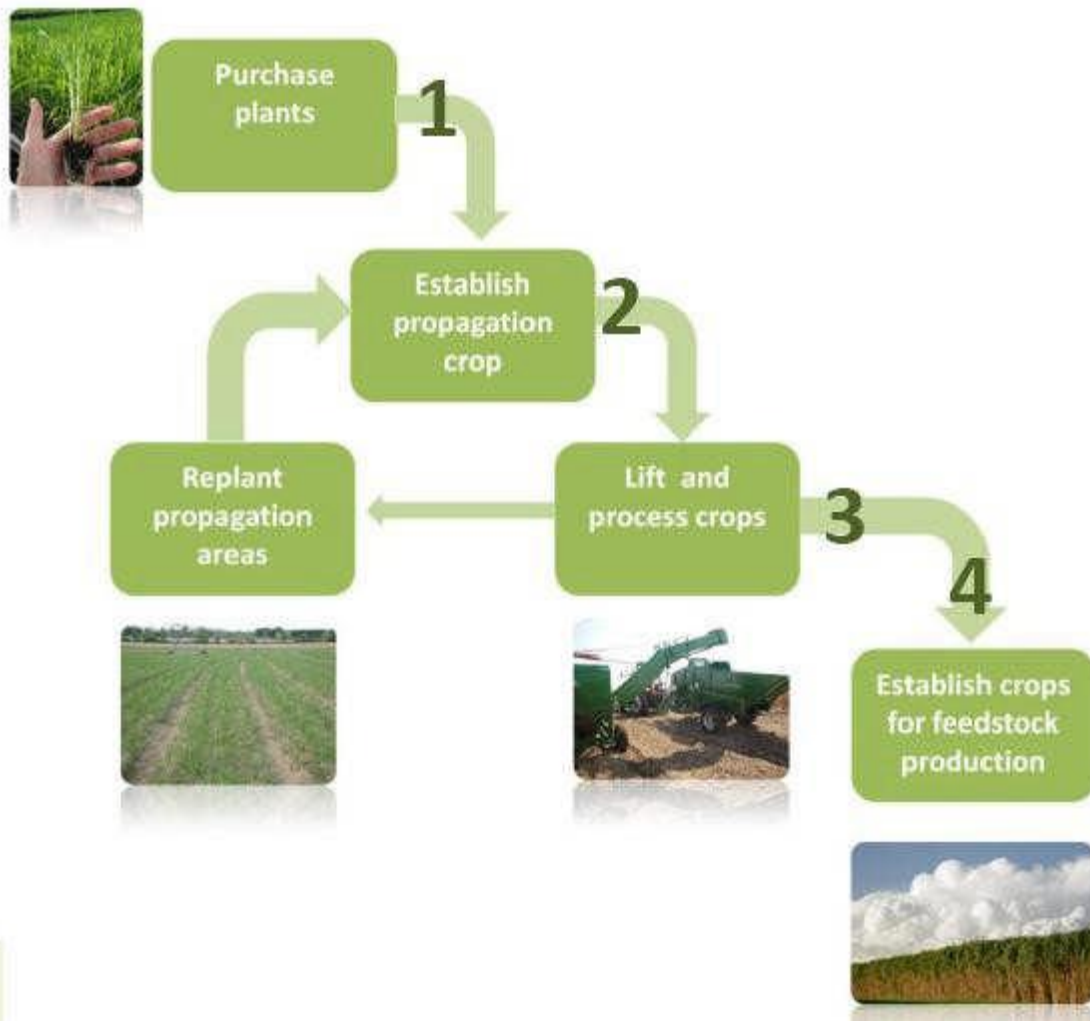 Purchase
plants
1
Establish
propagation
crop
2
Replant
propagation
areas
Lift and
process crops
3
4
Establish crops
for feedstock
production